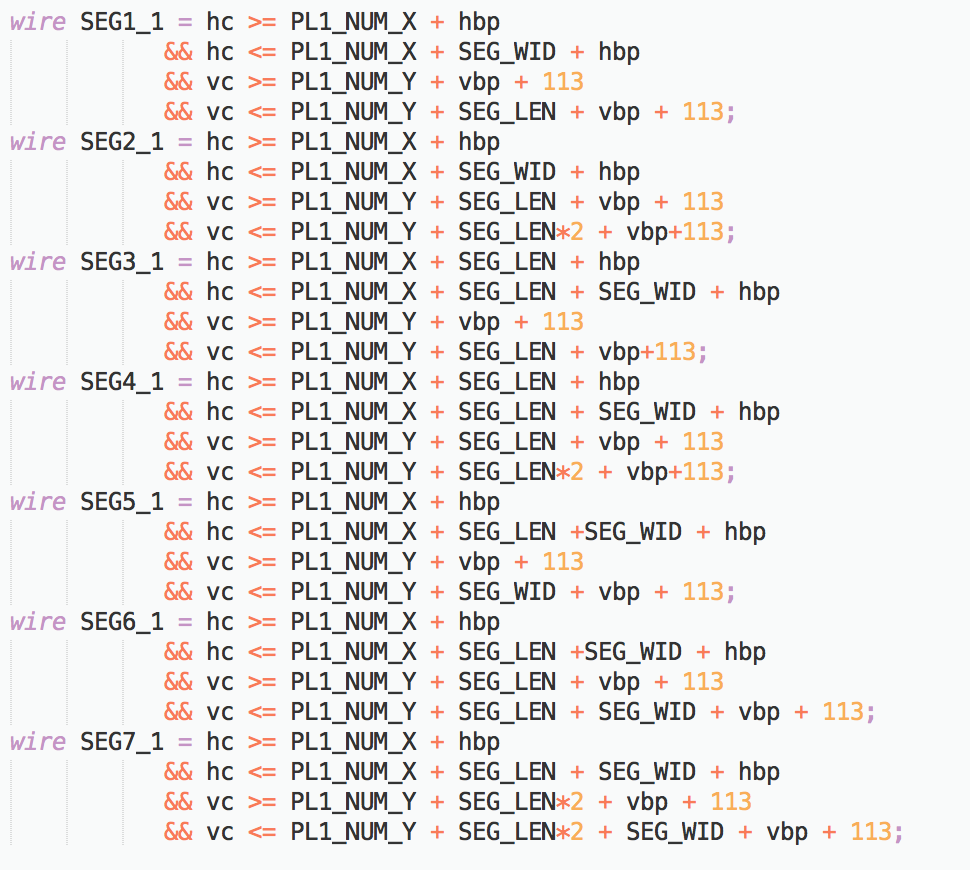 wire SEG1_1 = hc >= PL1_NUM_X + hbp
&& hc <= PL1_NUM_X + SEG_WID + hbp
&& vc >= PL1_NUM_Y + vbp + 113
&& vc <= PL1_NUM_Y + SEG_LEN + vbp + 113;
wire SEG2_1 = hc >= PL1_NUM_X + hbp
&& hc <= PL1_NUM_X + SEG_WID + hbp
&& vc >= PL1_NUM_Y + SEG_LEN + vbp + 113
&& vc <= PL1_NUM_Y + SEG_LEN*2 + vbp+113;
wire SEG3_1 = hc >= PL1_NUM_X + SEG_LEN + hbp
&& hc <= PL1_NUM_X + SEG_LEN + SEG_WID + hbp
&& vc >= PL1_NUM_Y + vbp + 113
&& vc <= PL1_NUM_Y + SEG_LEN + vbp+113;
wire SEG4_1 = hc >= PL1_NUM_X + SEG_LEN + hbp
&& hc <= PL1_NUM_X + SEG_LEN + SEG_WID + hbp
&& vc >= PL1_NUM_Y + SEG_LEN + vbp + 113
&& vc <= PL1_NUM_Y + SEG_LEN*2 + vbp+113;
wire SEG5_1 = hc >= PL1_NUM_X + hbp
&& hc <= PL1_NUM_X + SEG_LEN +SEG_WID + hbp
&& vc >= PL1_NUM_Y + vbp + 113
&& vc <= PL1_NUM_Y + SEG_WID + vbp + 113;
wire SEG6_1 = hc >= PL1_NUM_X + hbp
&& hc <= PL1_NUM_X + SEG_LEN +SEG_WID + hbp
&& vc >= PL1_NUM_Y + SEG_LEN + vbp + 113
&& vc <= PL1_NUM_Y + SEG_LEN + SEG_WID + vbp + 113;
wire SEG7_1 = hc >= PL1_NUM_X + hbp
&& hc <= PL1_NUM_X + SEG_LEN + SEG_WID + hbp
&& vc >= PL1_NUM_Y + SEG_LEN*2 + vbp + 113
&& vc <= PL1_NUM_Y + SEG_LEN*2 + SEG_WID + vbp + 113;